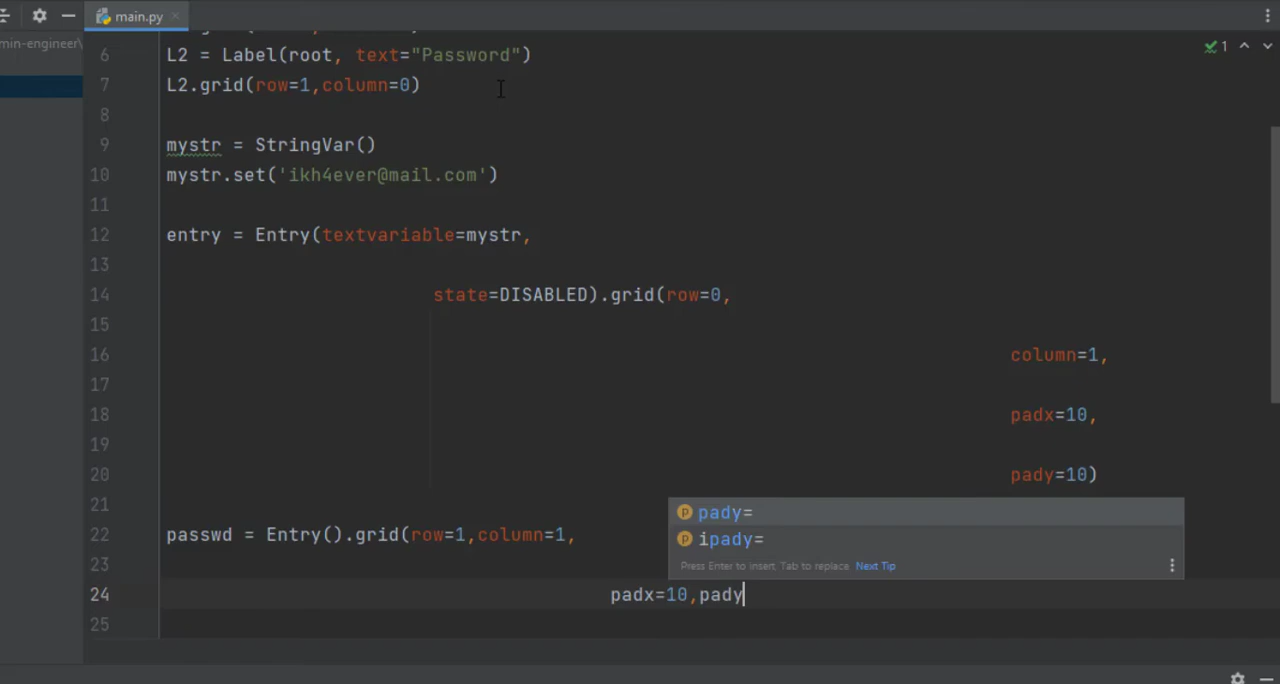 main.py
min-engineer\
6 L2 = Label(root, text="Password")
1
7 L2.grid(row=1,column=0)
8
9 mystr = StringVar()
10 mystr.set('ikh4ever@mail.com')
11
12 entry = Entry(textvariable=mystr,
13
14 state=DISABLED).grid(row=0,
15
16 column=1,
17
18 padx=10,
19
20 pady=10)
21
22 passwd = Entry().grid(row=1,column=1,
23
24 padx=10,pady
25
pady=
ipady=
Press Enter to insert, Tab to replace Next Tip